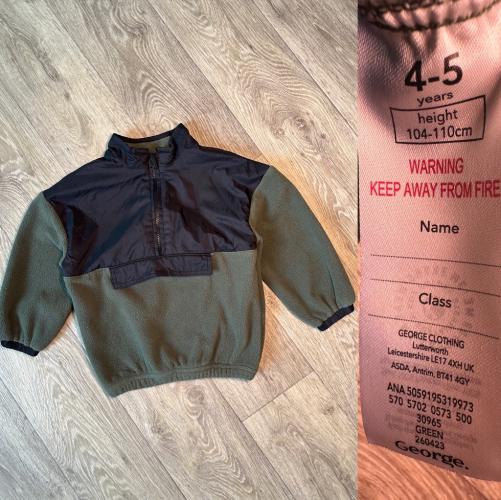 4-5
years
height
104-110cm
WARNING
KEEP AWAY FROM FIRE
Name
Class
GEORGE CLOTHING
Lutterworth
Leicestershire LE17 4XH UK
ASDA, Antrim. BT41 4GY
ANA 5059195319973
570 5702 0573 500
30965
GREEN
260423
George.